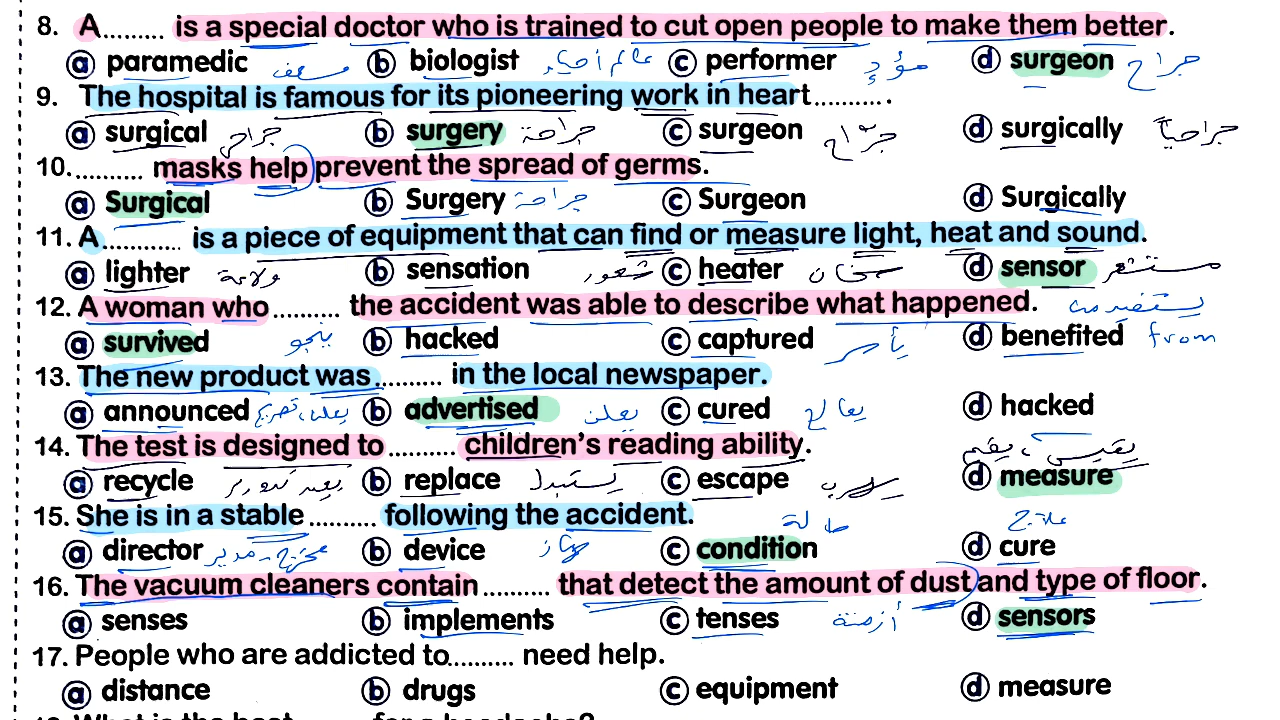 8. A......... is a special doctor who is trained to cut open people to make them better.
a paramedic مسعف b biologist عالم أحياء c performer مؤدٍ d surgeon جراح
9. The hospital is famous for its pioneering work in heart...........
a surgical جراحي b surgery جراحة c surgeon جرّاح d surgically جراحياً
10........... masks help prevent the spread of germs.
a Surgical b Surgery جراحة c Surgeon d Surgically
11. A........... is a piece of equipment that can find or measure light, heat and sound.
a lighter ولاعة b sensation شعور c heater سخان d sensor مستشعر
12. A woman who.......... the accident was able to describe what happened. يستفيد من
a survived ينجو b hacked c captured يأسر d benefited from
13. The new product was.......... in the local newspaper.
a announced يعلن، تصريح b advertised يعلن c cured يعالج d hacked
14. The test is designed to.......... children's reading ability. يقيس، يقيم
a recycle يعيد تدوير b replace يستبدل c escape يهرب d measure
15. She is in a stable .......... following the accident. حالة علاج
a director مخرج - مدير b device جهاز c condition d cure
16. The vacuum cleaners contain .......... that detect the amount of dust and type of floor.
a senses b implements c tenses أزمنة d sensors
17. People who are addicted to.......... need help.
a distance b drugs c equipment d measure